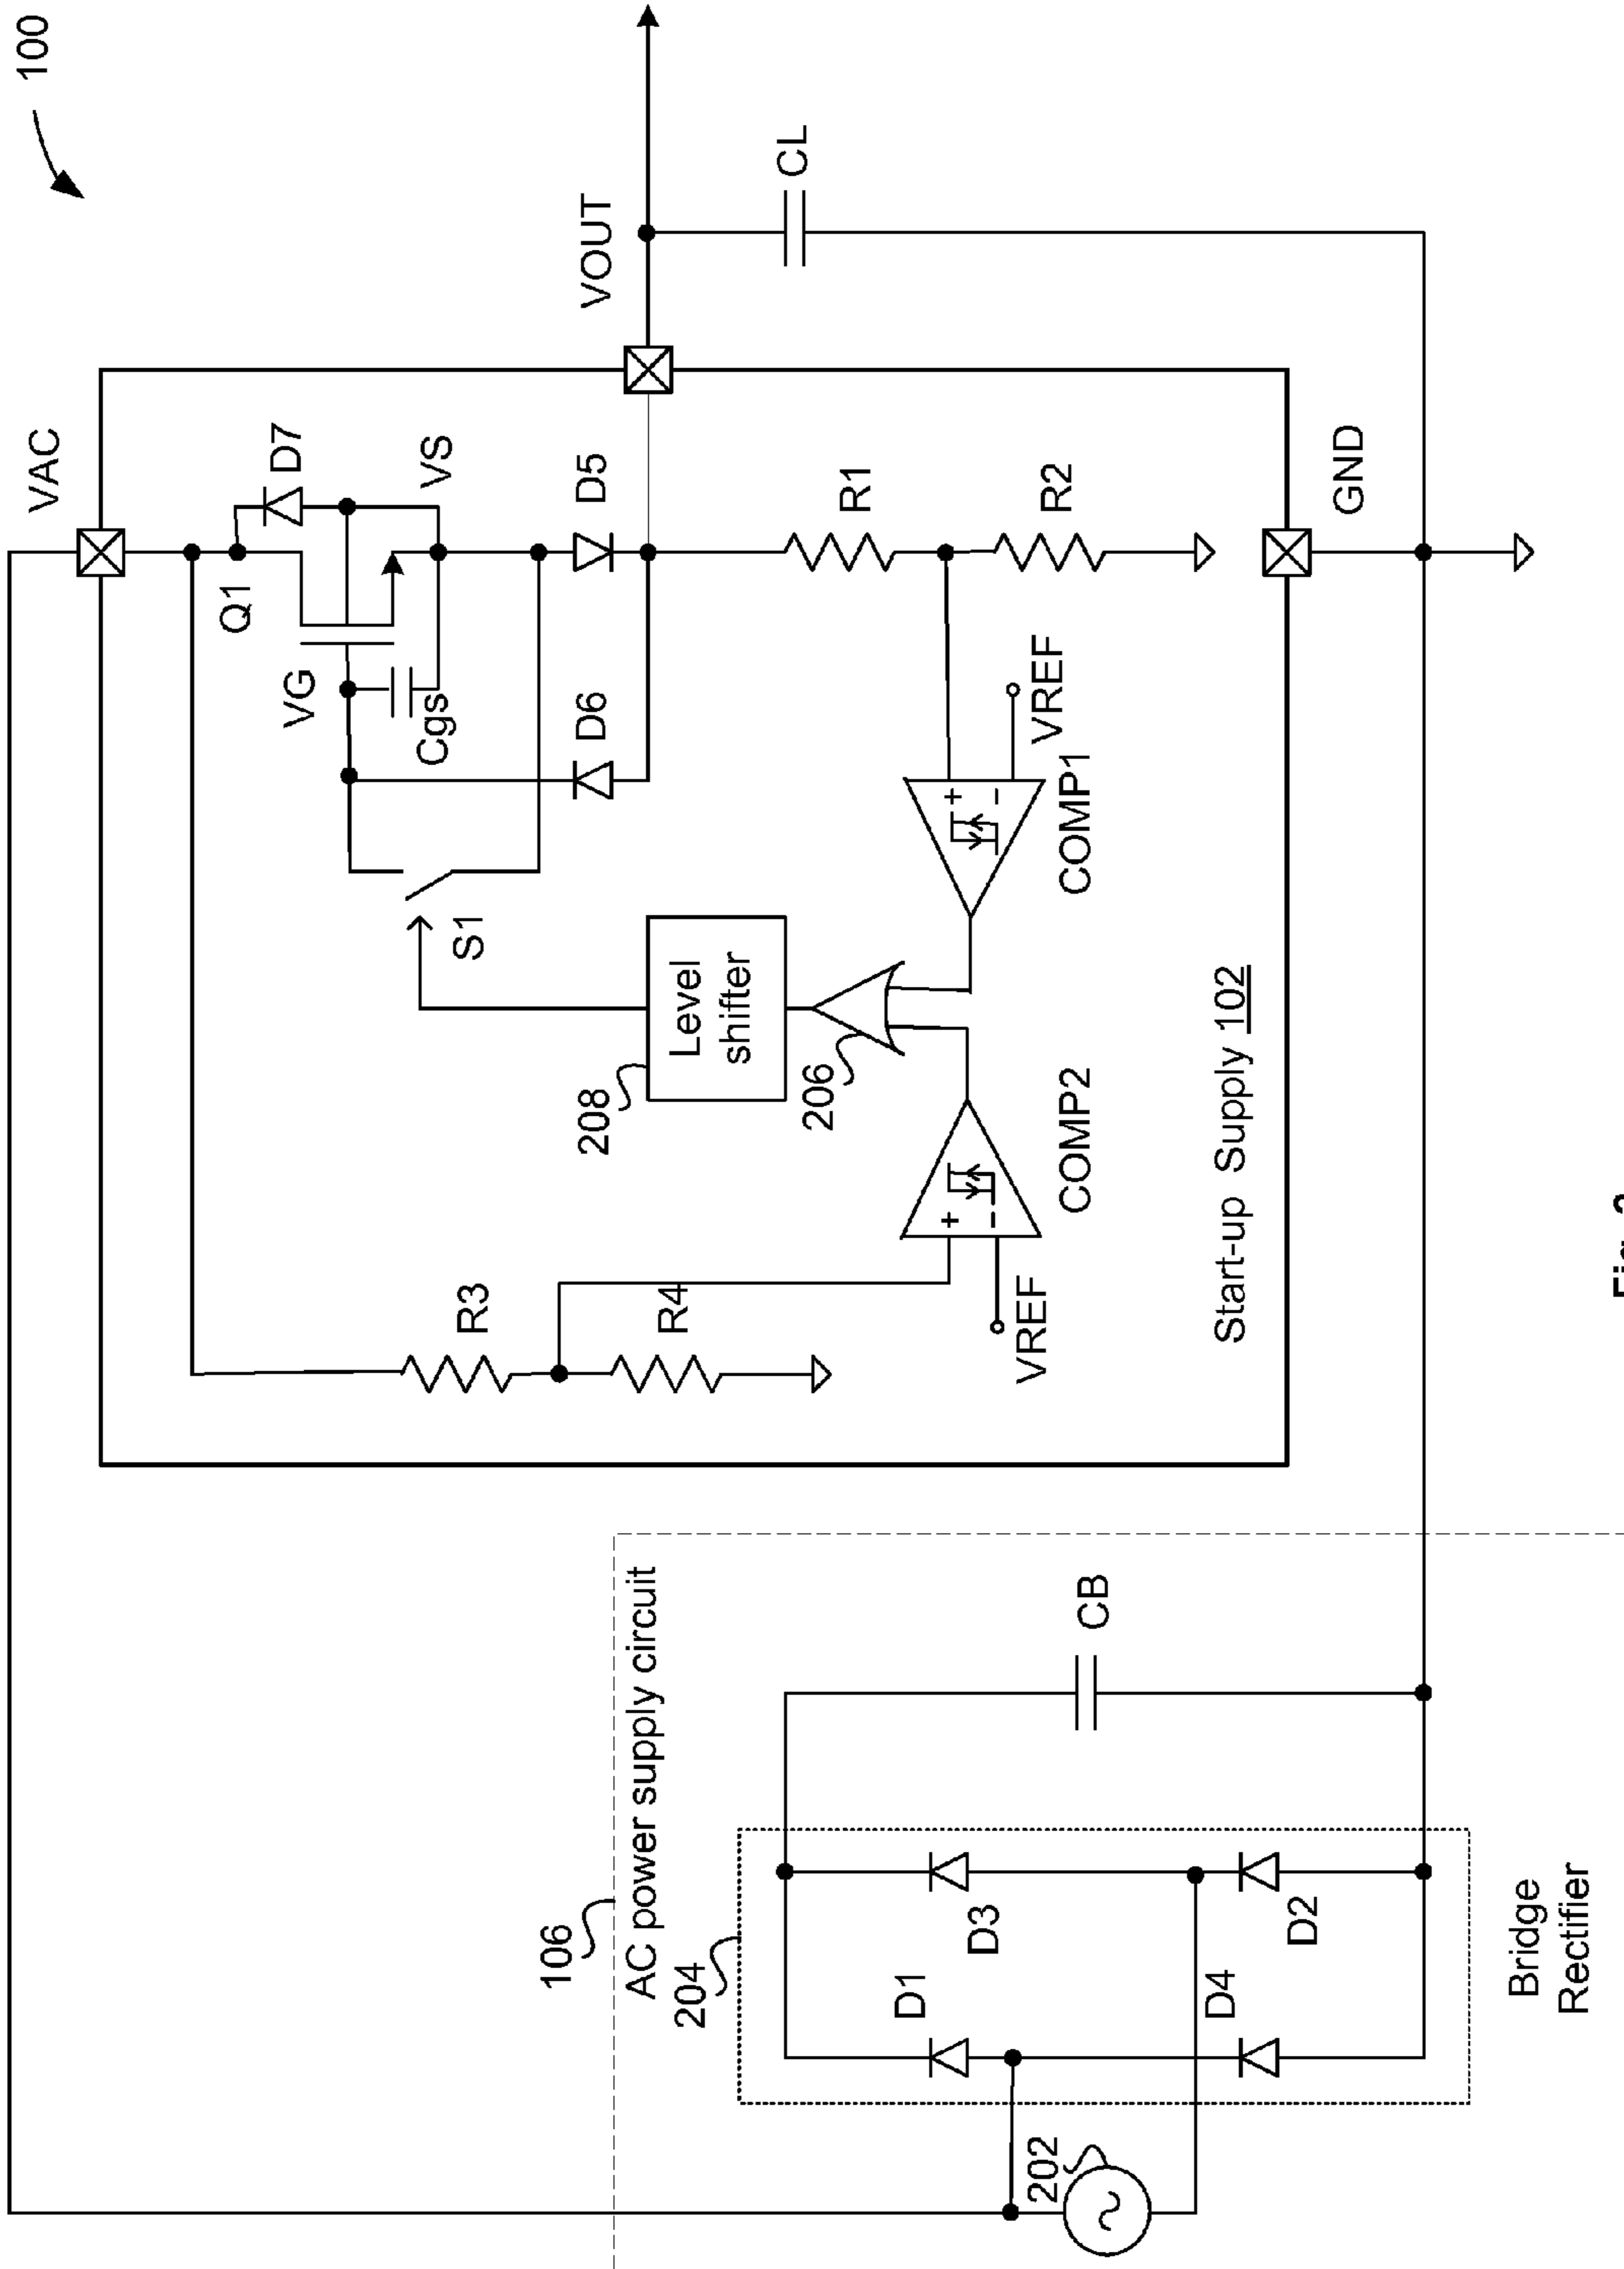 100
VAC
Q1
D7
VG
VS
Cgs
D6
D5
VOUT
CL
S1
R3
R4
208
Level
shifter
206
R1
R2
+
-
VREF
COMP1
+
-
VREF
COMP2
Start-up Supply 102
GND
106
AC power supply circuit
204
CB
D1
D3
D4
D2
202
Bridge
Rectifier